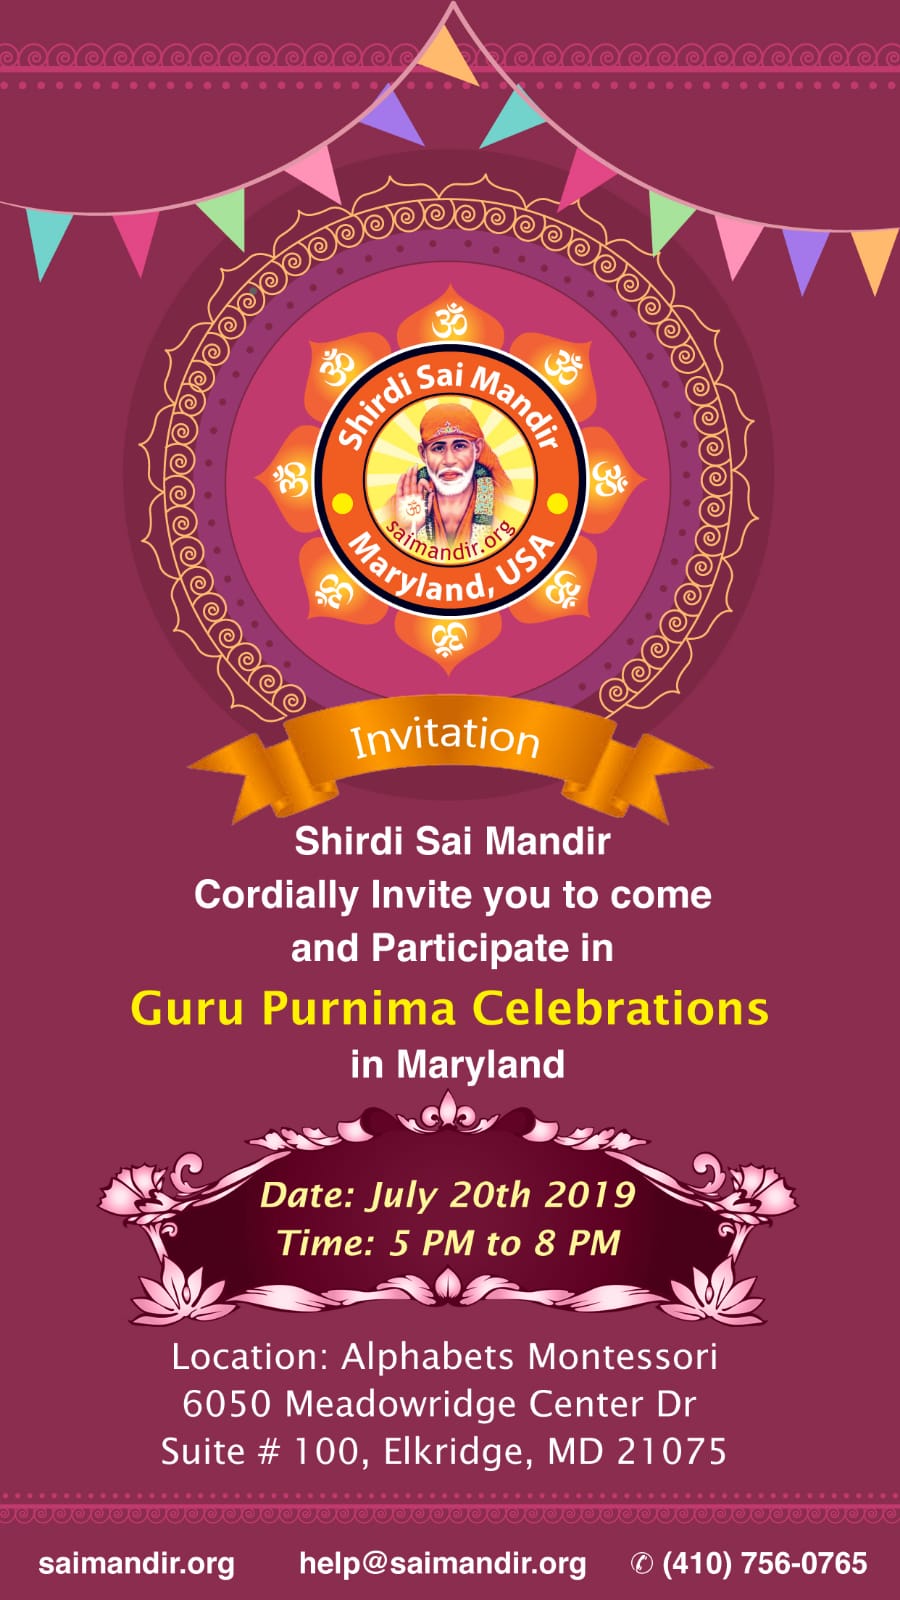 ॐ
ॐ
ॐ
ॐ
ॐ
ॐ
ॐ
ॐ
Shirdi Sai Mandir
ॐ
saimandir.org
Maryland, USA
Invitation
Shirdi Sai Mandir
Cordially Invite you to come
and Participate in
Guru Purnima Celebrations
in Maryland
Date: July 20th 2019
Time: 5 PM to 8 PM
Location: Alphabets Montessori
6050 Meadowridge Center Dr
Suite # 100, Elkridge, MD 21075
saimandir.org help@saimandir.org ✆ (410) 756-0765